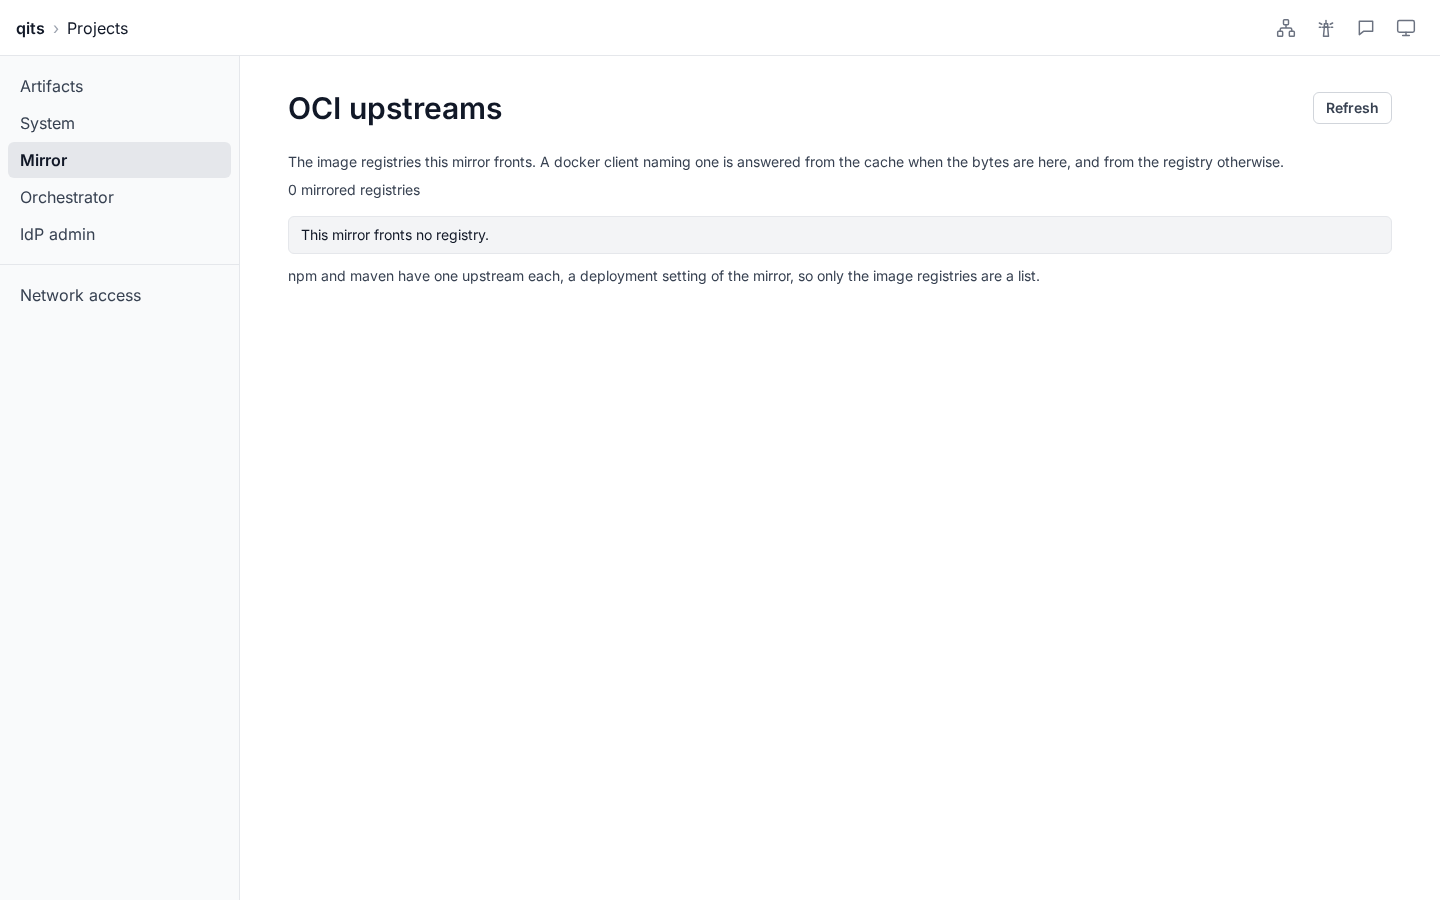 qits › Projects
Artifacts
System
Mirror
Orchestrator
IdP admin
Network access
OCI upstreams
Refresh
The image registries this mirror fronts. A docker client naming one is answered from the cache when the bytes are here, and from the registry otherwise.
0 mirrored registries
This mirror fronts no registry.
npm and maven have one upstream each, a deployment setting of the mirror, so only the image registries are a list.